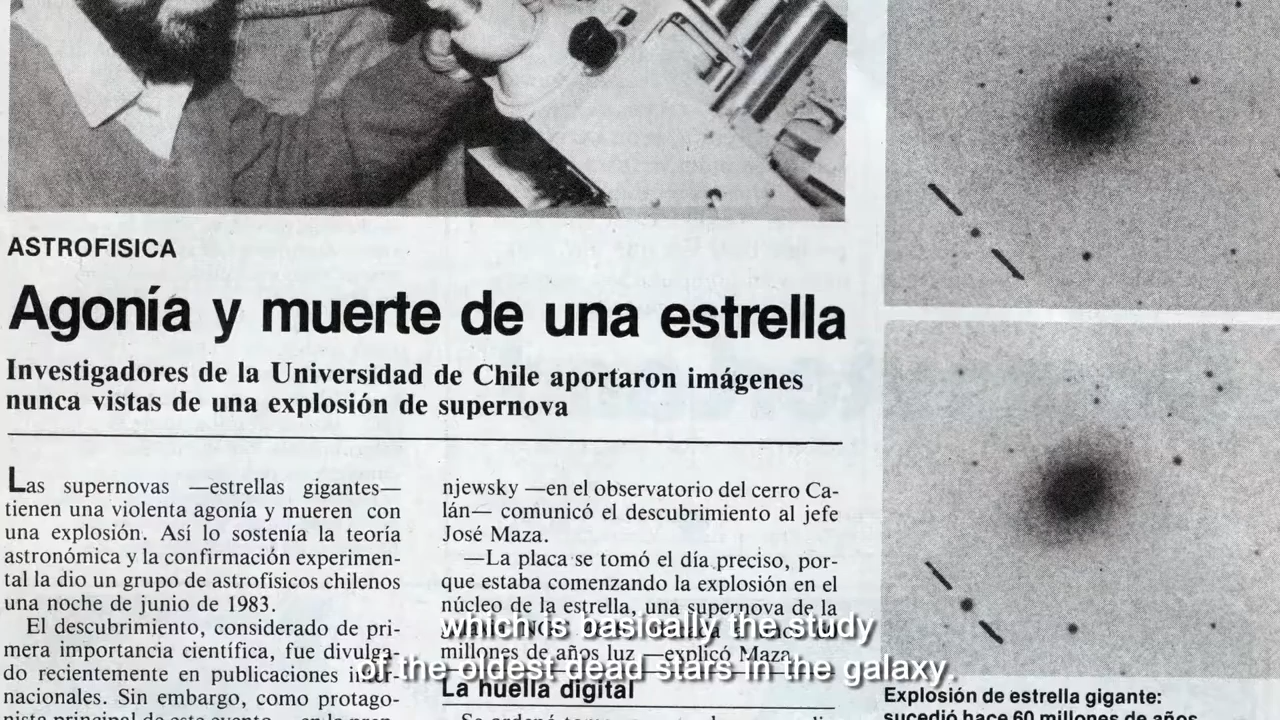 ASTROFISICA
Agonía y muerte de una estrella
Investigadores de la Universidad de Chile aportaron imágenes
nunca vistas de una explosión de supernova
Las supernovas —estrellas gigantes—
tienen una violenta agonía y mueren con
una explosión. Así lo sostenía la teoría
astronómica y la confirmación experimen-
tal la dio un grupo de astrofísicos chilenos
una noche de junio de 1983.
El descubrimiento, considerado de pri-
mera importancia científica, fue divulga-
do recientemente en publicaciones inter-
nacionales. Sin embargo, como protago-
njewsky —en el observatorio del cerro Ca-
lán— comunicó el descubrimiento al jefe
José Maza.
—La placa se tomó el día preciso, por-
que estaba comenzando la explosión en el
núcleo de la estrella, una supernova de la
millones de años luz —explicó Maza.
La huella digital
Explosión de estrella gigante:
sucedió hace 60 millones de años
which is basically the study
of the oldest dead stars in the galaxy.